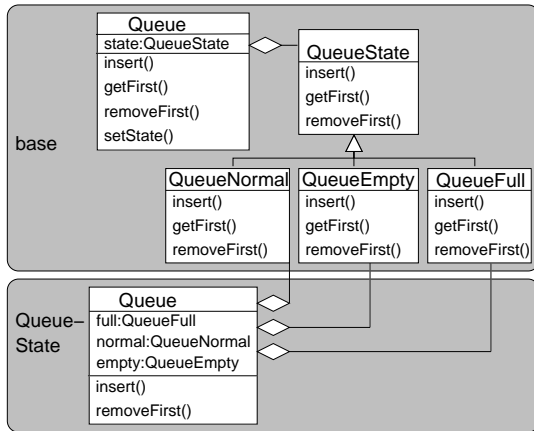 Queue
state:QueueState
insert()
getFirst()
removeFirst()
setState()
QueueState
insert()
getFirst()
removeFirst()
base
QueueNormal
insert()
getFirst()
removeFirst()
QueueEmpty
insert()
getFirst()
removeFirst()
QueueFull
insert()
getFirst()
removeFirst()
Queue−
State
Queue
full:QueueFull
normal:QueueNormal
empty:QueueEmpty
insert()
removeFirst()